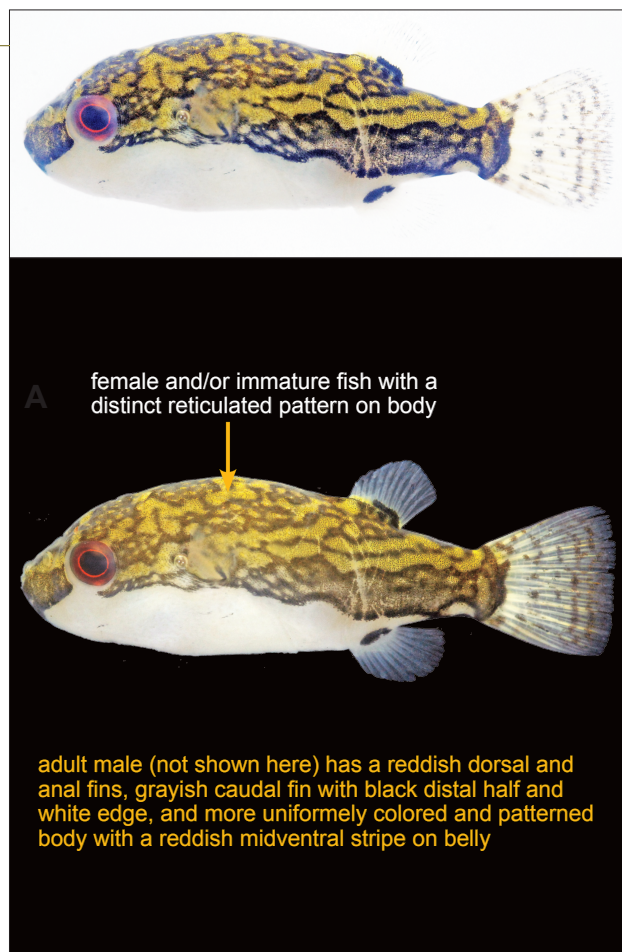 A
female and/or immature fish with a
distinct reticulated pattern on body
adult male (not shown here) has a reddish dorsal and
anal fins, grayish caudal fin with black distal half and
white edge, and more uniformely colored and patterned
body with a reddish midventral stripe on belly